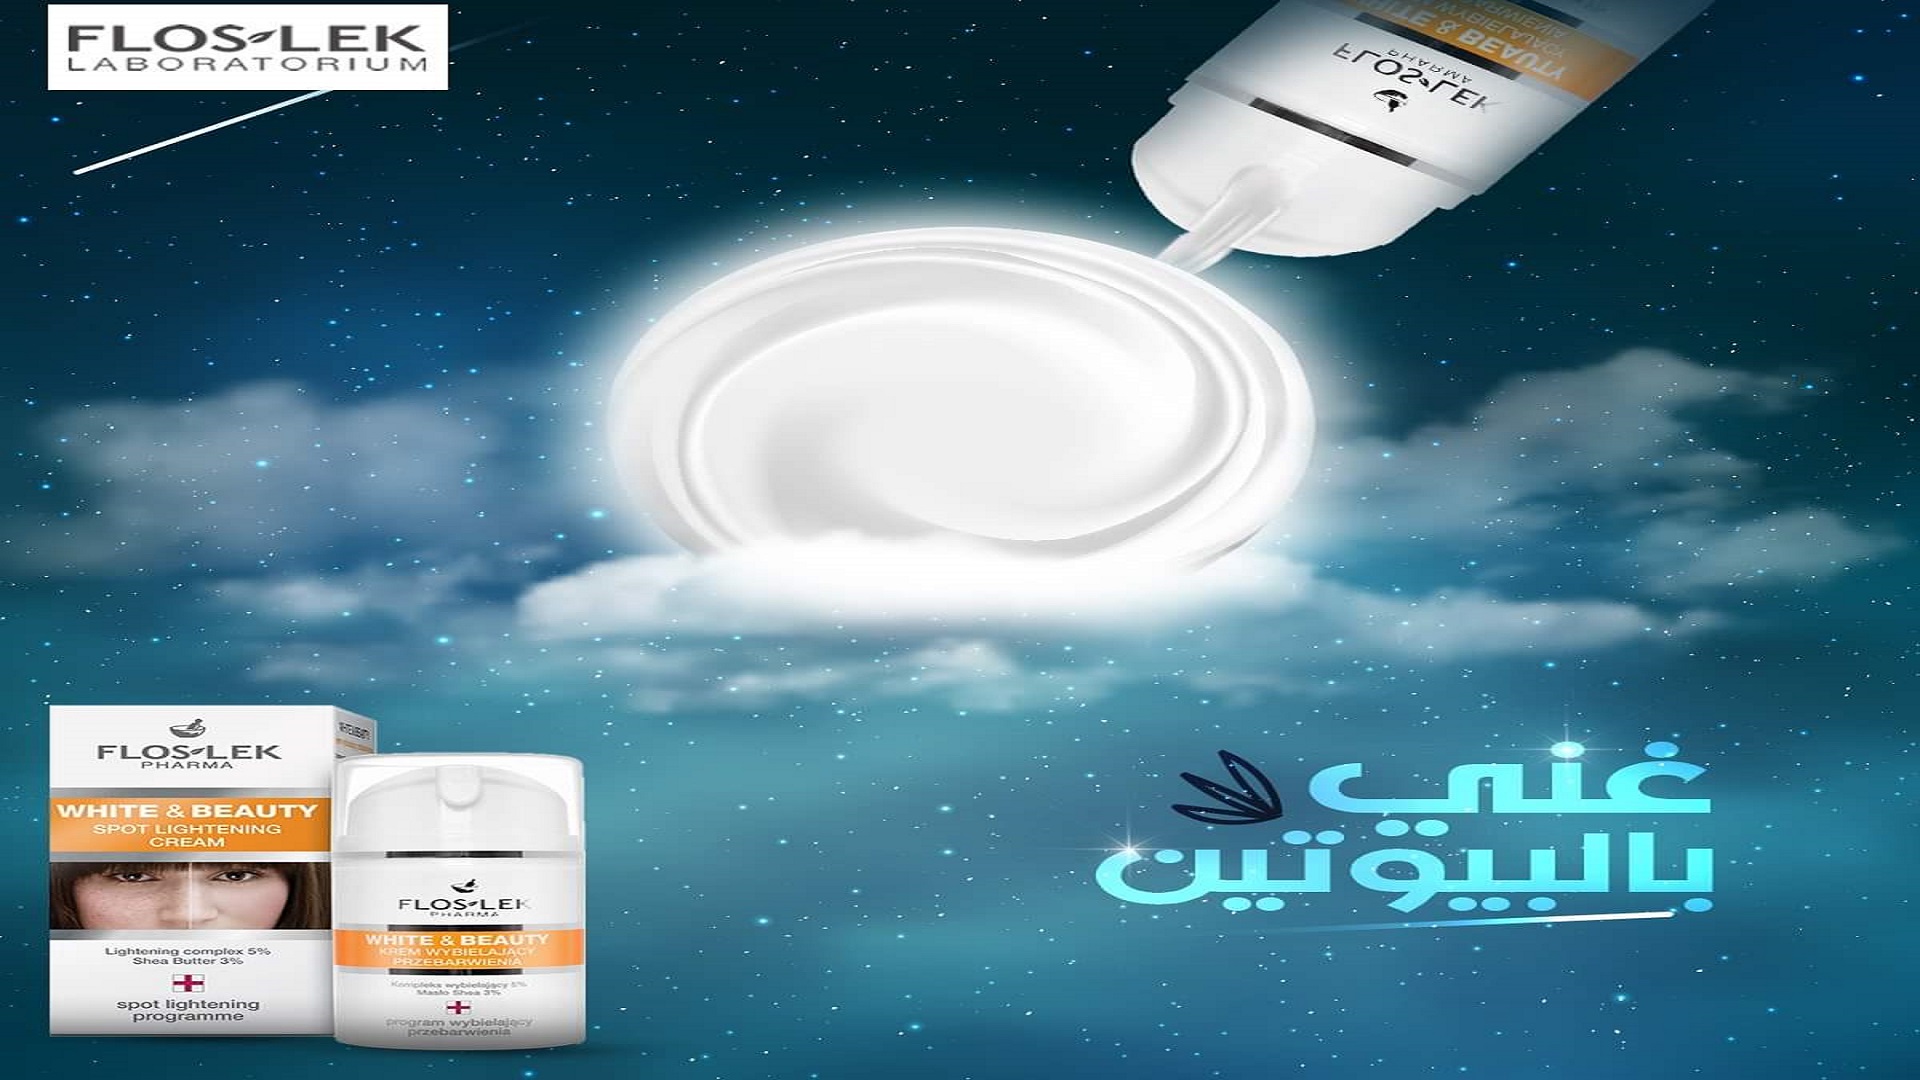 FLOS-LEK
LABORATORIUM
WHITE & BEAUTY
PHARMA
FLOS-LEK
غني
بالبيوتين
FLOS-LEK
PHARMA
WHITE & BEAUTY
SPOT LIGHTENING
CREAM
Lightening complex 5%
Shea Butter 3%
spot lightening
programme
FLOS-LEK
PHARMA
WHITE & BEAUTY
KREM WYBIELAJĄCY
PRZEBARWIENIA
Kompleks wybielający 5%
Masło Shea 3%
program wybielający
przebarwienia